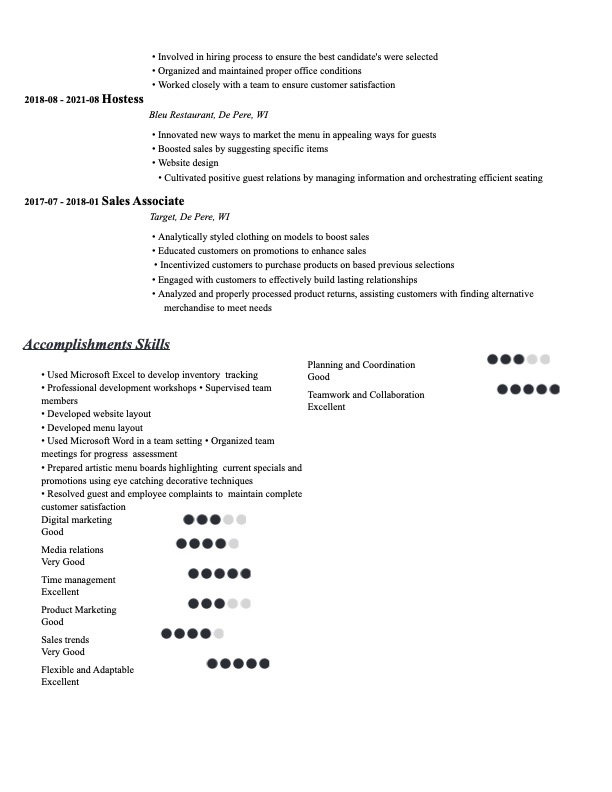 • Involved in hiring process to ensure the best candidate's were selected
• Organized and maintained proper office conditions
• Worked closely with a team to ensure customer satisfaction
2018-08 - 2021-08 Hostess
Bleu Restaurant, De Pere, WI
• Innovated new ways to market the menu in appealing ways for guests
• Boosted sales by suggesting specific items
• Website design
• Cultivated positive guest relations by managing information and orchestrating efficient seating
2017-07 - 2018-01 Sales Associate
Target, De Pere, WI
• Analytically styled clothing on models to boost sales
• Educated customers on promotions to enhance sales
• Incentivized customers to purchase products on based previous selections
• Engaged with customers to effectively build lasting relationships
• Analyzed and properly processed product returns, assisting customers with finding alternative
merchandise to meet needs
Accomplishments Skills
• Used Microsoft Excel to develop inventory tracking
• Professional development workshops • Supervised team
members
• Developed website layout
• Developed menu layout
• Used Microsoft Word in a team setting • Organized team
meetings for progress assessment
• Prepared artistic menu boards highlighting current specials and
promotions using eye catching decorative techniques
• Resolved guest and employee complaints to maintain complete
customer satisfaction
Digital marketing
Good
Media relations
Very Good
Time management
Excellent
Product Marketing
Good
Sales trends
Very Good
Flexible and Adaptable
Excellent
Planning and Coordination
Good
Teamwork and Collaboration
Excellent